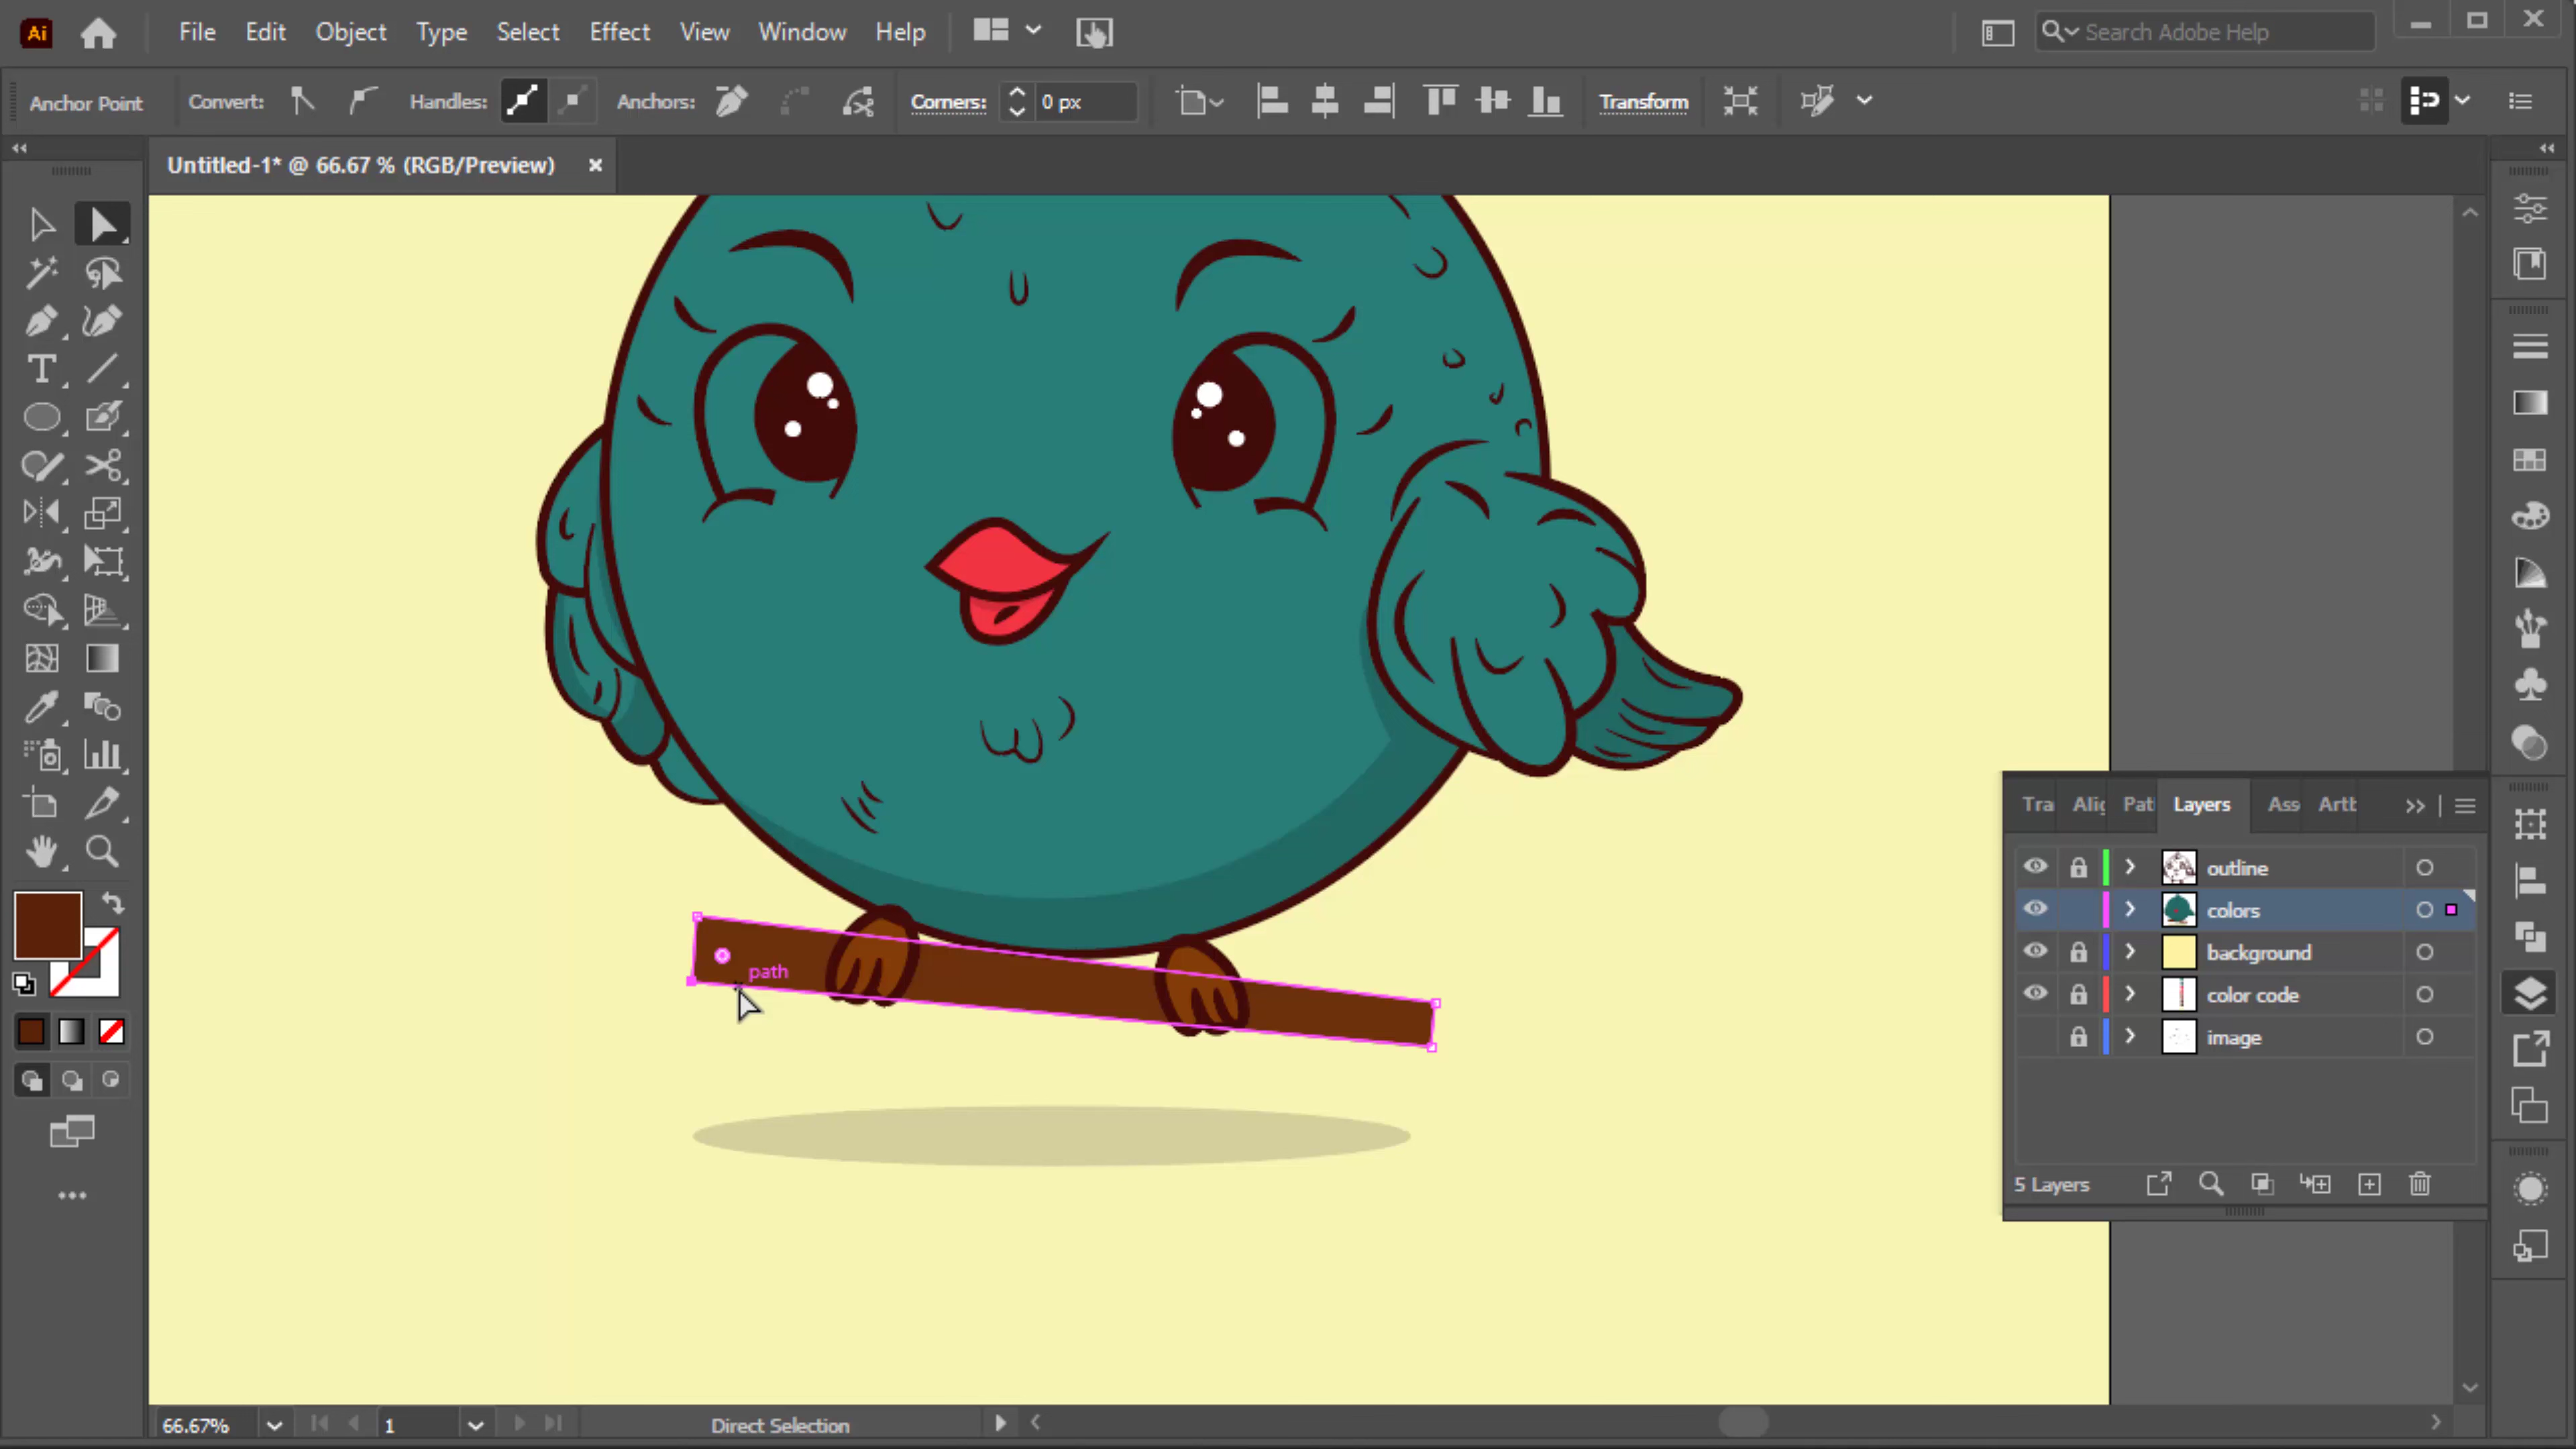 Ai File Edit Object Type Select Effect View Window Help Search Adobe Help
Anchor Point Convert: Handles: Anchors: Corners: 0 px Transform
Untitled-1* @ 66.67 % (RGB/Preview)
path
Tra Alig Pat Layers Ass Artb
outline
colors
background
color code
image
5 Layers
66.67% 1 Direct Selection